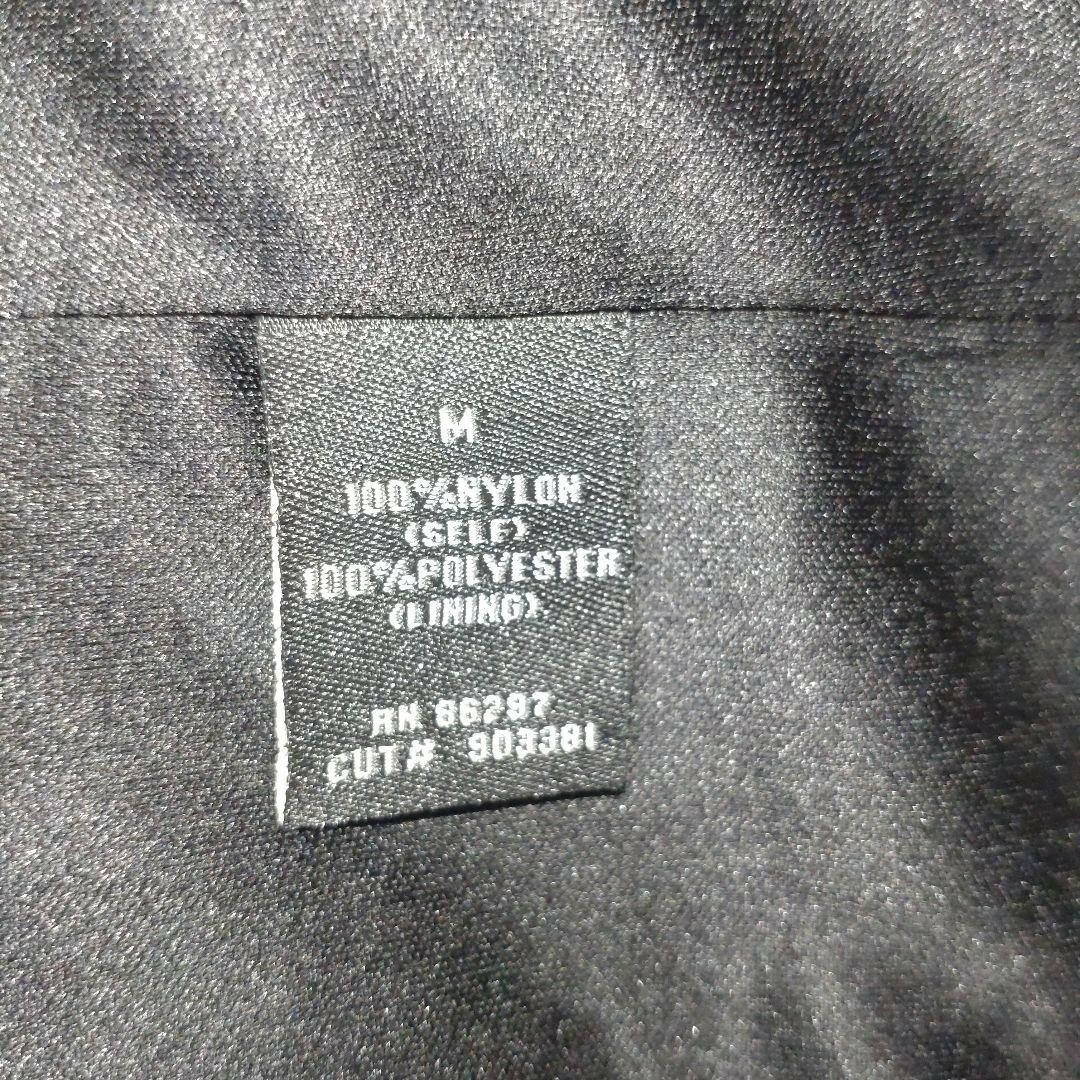 M
100%NYLON
(SELF)
100%POLYESTER
(LINING)
RN 86297
CUT# 903381